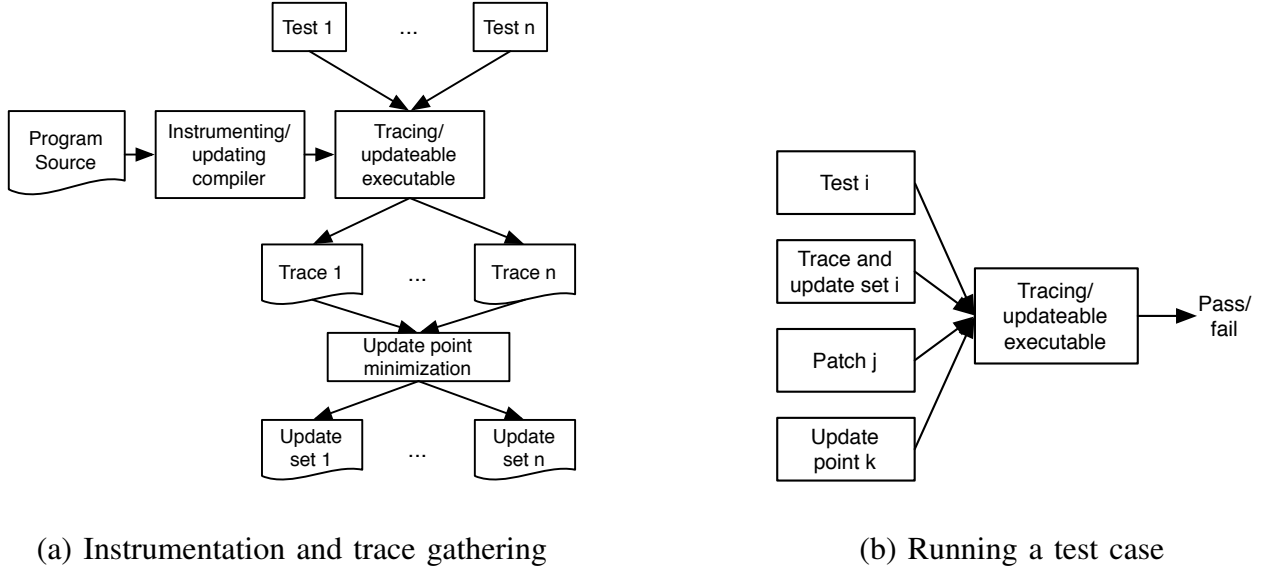 Test 1
...
Test n
Program
Source
Instrumenting/
updating
compiler
Tracing/
updateable
executable
Trace 1
...
Trace n
Update point
minimization
Update
set 1
...
Update
set n
(a) Instrumentation and trace gathering
Test i
Trace and
update set i
Patch j
Update
point k
Tracing/
updateable
executable
Pass/
fail
(b) Running a test case